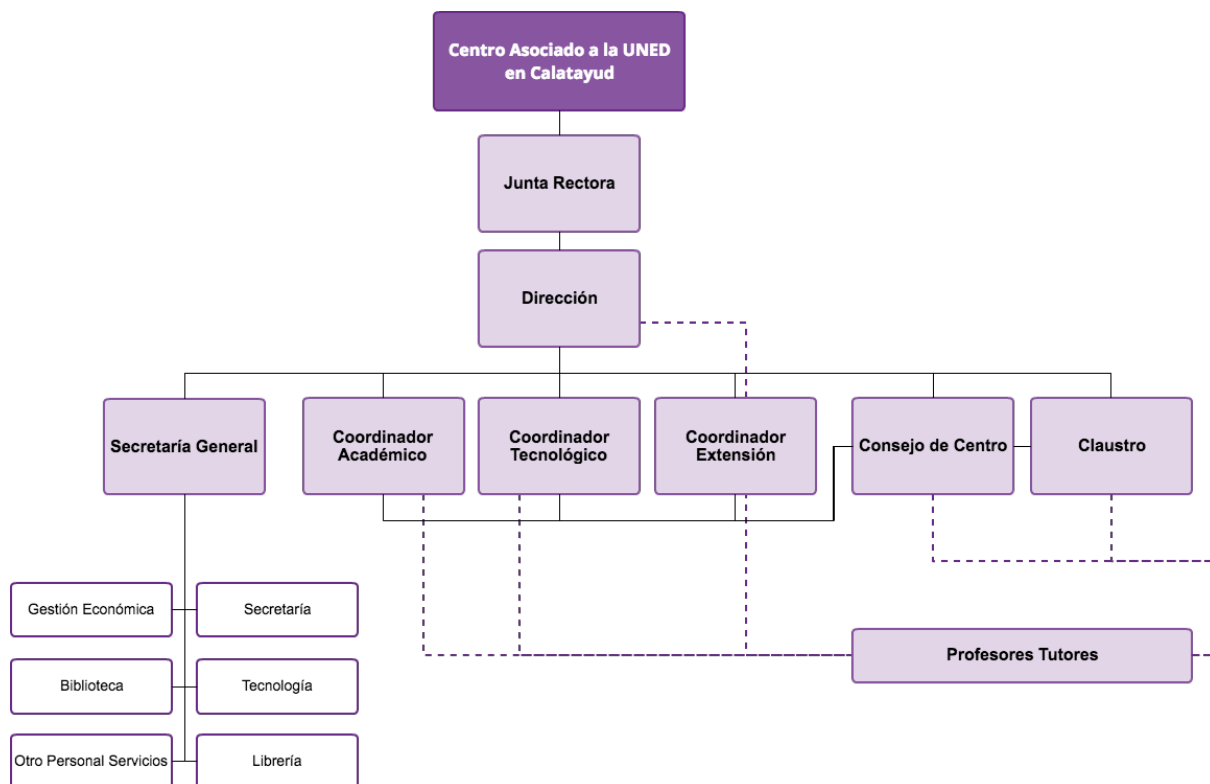 Centro Asociado a la UNED
en Calatayud
Junta Rectora
Dirección
Secretaría General
Coordinador
Académico
Coordinador
Tecnológico
Coordinador
Extensión
Consejo de Centro
Claustro
Gestión Económica
Secretaría
Profesores Tutores
Biblioteca
Tecnología
Otro Personal Servicios
Librería